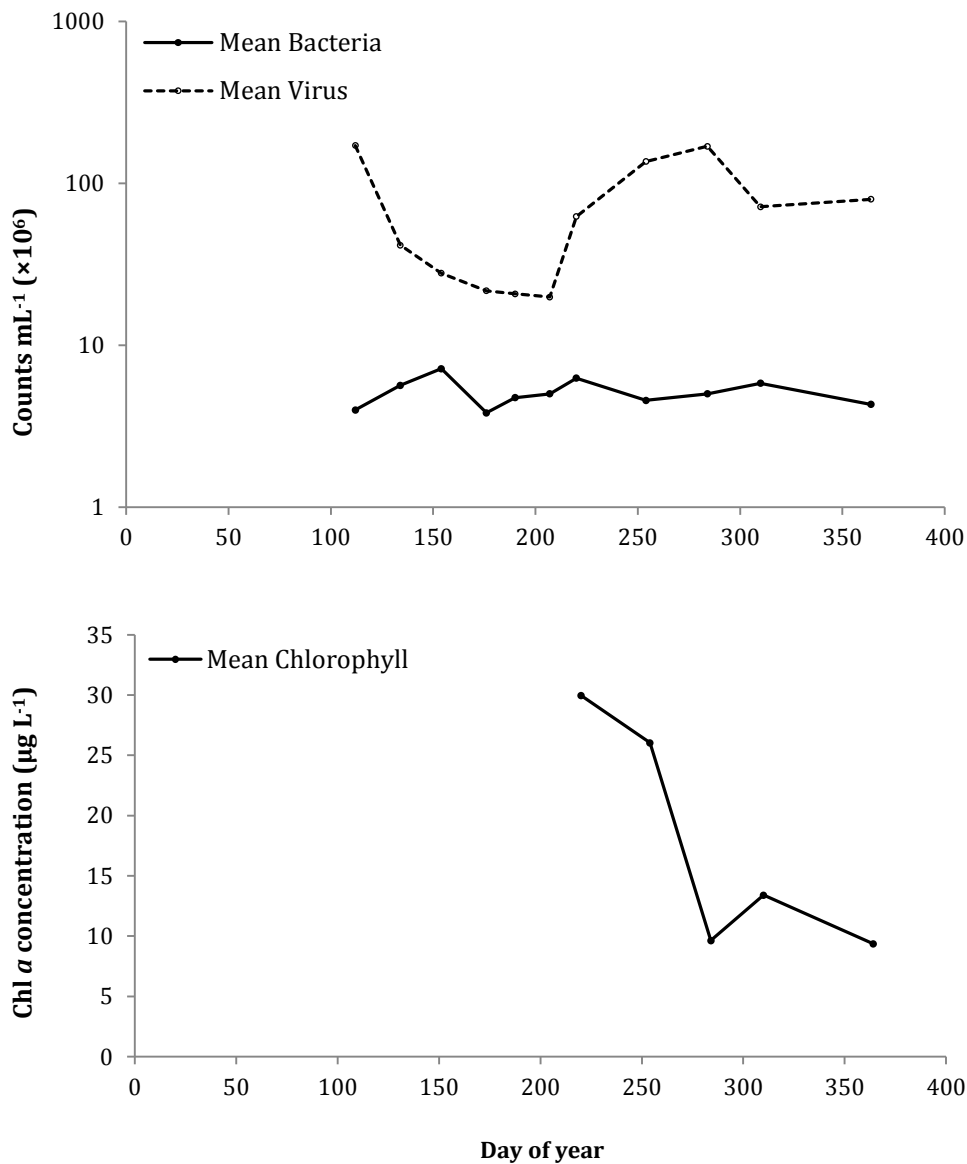 1000
Mean Bacteria
Mean Virus
100
10
1
Counts mL⁻¹ (×10⁶)
0 50 100 150 200 250 300 350 400
35
Mean Chlorophyll
30
25
20
15
10
5
0
Chl a concentration (µg L⁻¹)
0 50 100 150 200 250 300 350 400
Day of year